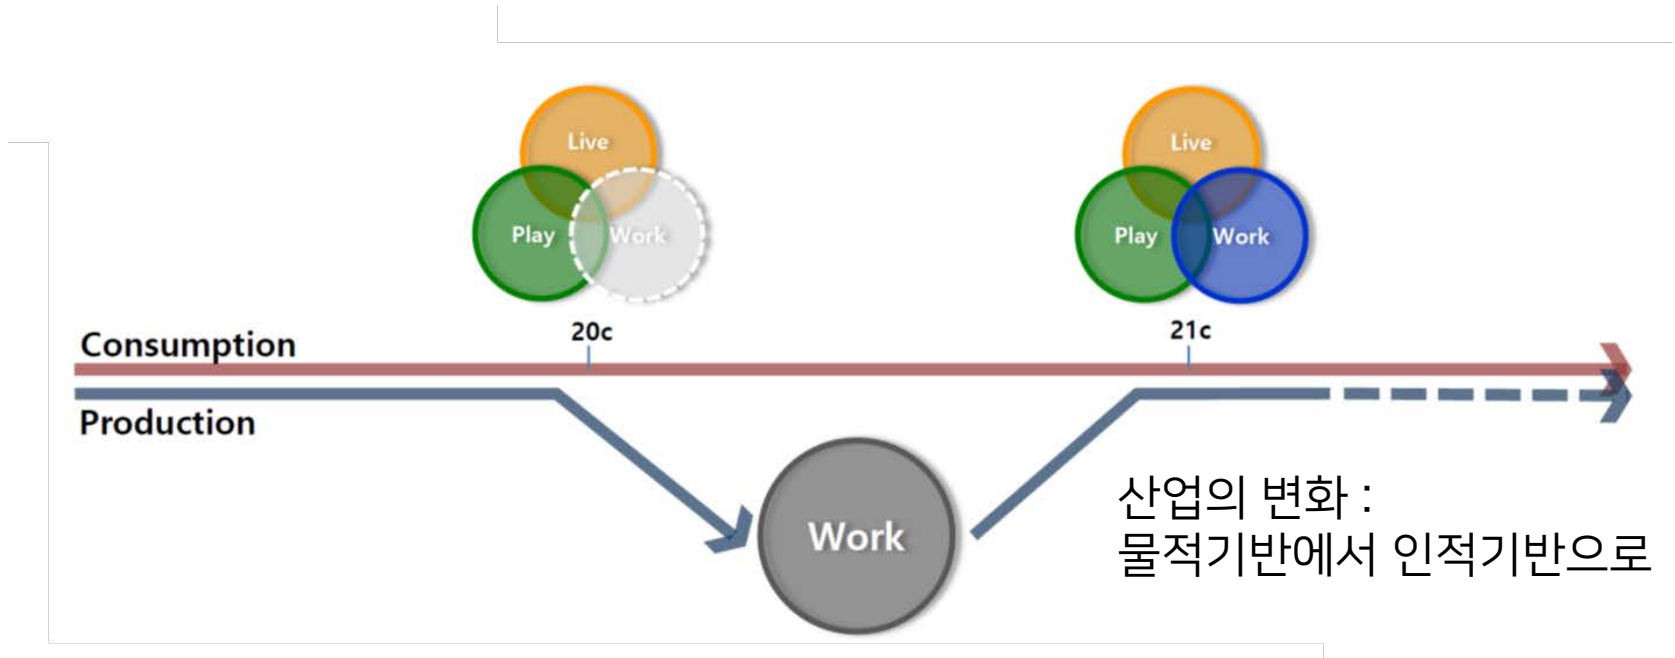 Live
Play
Work
20c
Live
Play
Work
21c
Consumption
Production
Work
산업의 변화 :
물적기반에서 인적기반으로